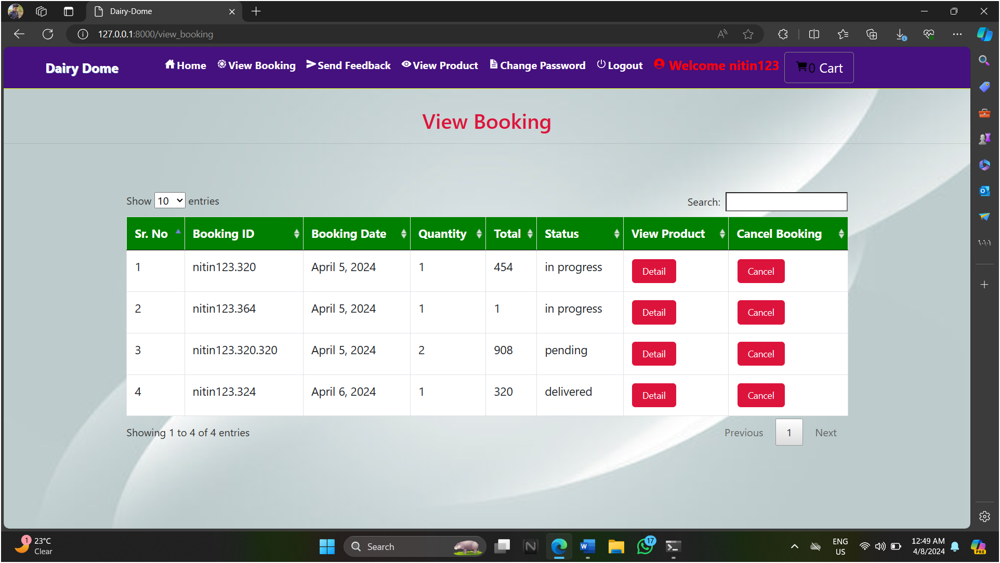 Dairy-Dome
127.0.0.1:8000/view_booking
Dairy Dome Home View Booking Send Feedback View Product Change Password Logout Welcome nitin123 0 Cart
View Booking
Show 10 entries Search:
Sr. No Booking ID Booking Date Quantity Total Status View Product Cancel Booking
1 nitin123.320 April 5, 2024 1 454 in progress Detail Cancel
2 nitin123.364 April 5, 2024 1 1 in progress Detail Cancel
3 nitin123.320.320 April 5, 2024 2 908 pending Detail Cancel
4 nitin123.324 April 6, 2024 1 320 delivered Detail Cancel
Showing 1 to 4 of 4 entries Previous 1 Next
1 23°C
Clear
Search
17
ENG
US
12:49 AM
4/8/2024
PRE